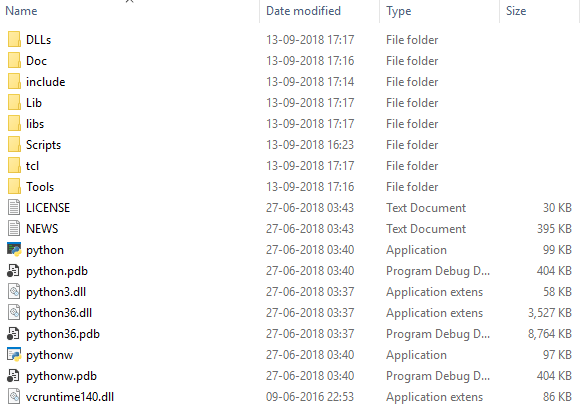 Name Date modified Type Size
DLLs 13-09-2018 17:17 File folder
Doc 13-09-2018 17:16 File folder
include 13-09-2018 17:14 File folder
Lib 13-09-2018 17:17 File folder
libs 13-09-2018 17:17 File folder
Scripts 13-09-2018 16:23 File folder
tcl 13-09-2018 17:17 File folder
Tools 13-09-2018 17:16 File folder
LICENSE 27-06-2018 03:43 Text Document 30 KB
NEWS 27-06-2018 03:43 Text Document 395 KB
python 27-06-2018 03:40 Application 99 KB
python.pdb 27-06-2018 03:40 Program Debug D... 404 KB
python3.dll 27-06-2018 03:37 Application extens 58 KB
python36.dll 27-06-2018 03:37 Application extens 3,527 KB
python36.pdb 27-06-2018 03:37 Program Debug D... 8,764 KB
pythonw 27-06-2018 03:40 Application 97 KB
pythonw.pdb 27-06-2018 03:40 Program Debug D... 404 KB
vcruntime140.dll 09-06-2016 22:53 Application extens 86 KB